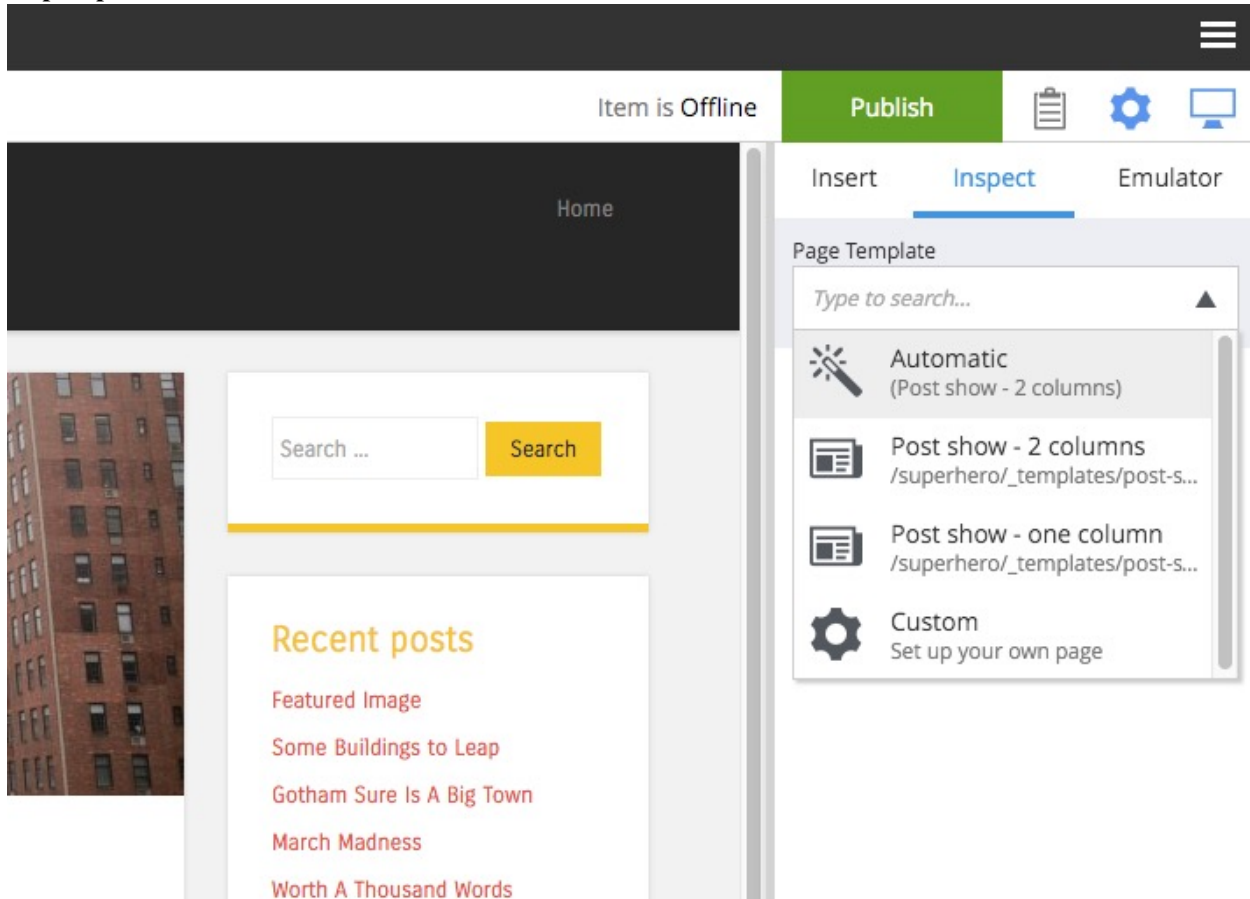 Item is Offline
Publish
Home
Insert
Inspect
Emulator
Page Template
Type to search...
Automatic
(Post show - 2 columns)
Post show - 2 columns
/superhero/_templates/post-s...
Post show - one column
/superhero/_templates/post-s...
Custom
Set up your own page
Search ...
Search
Recent posts
Featured Image
Some Buildings to Leap
Gotham Sure Is A Big Town
March Madness
Worth A Thousand Words